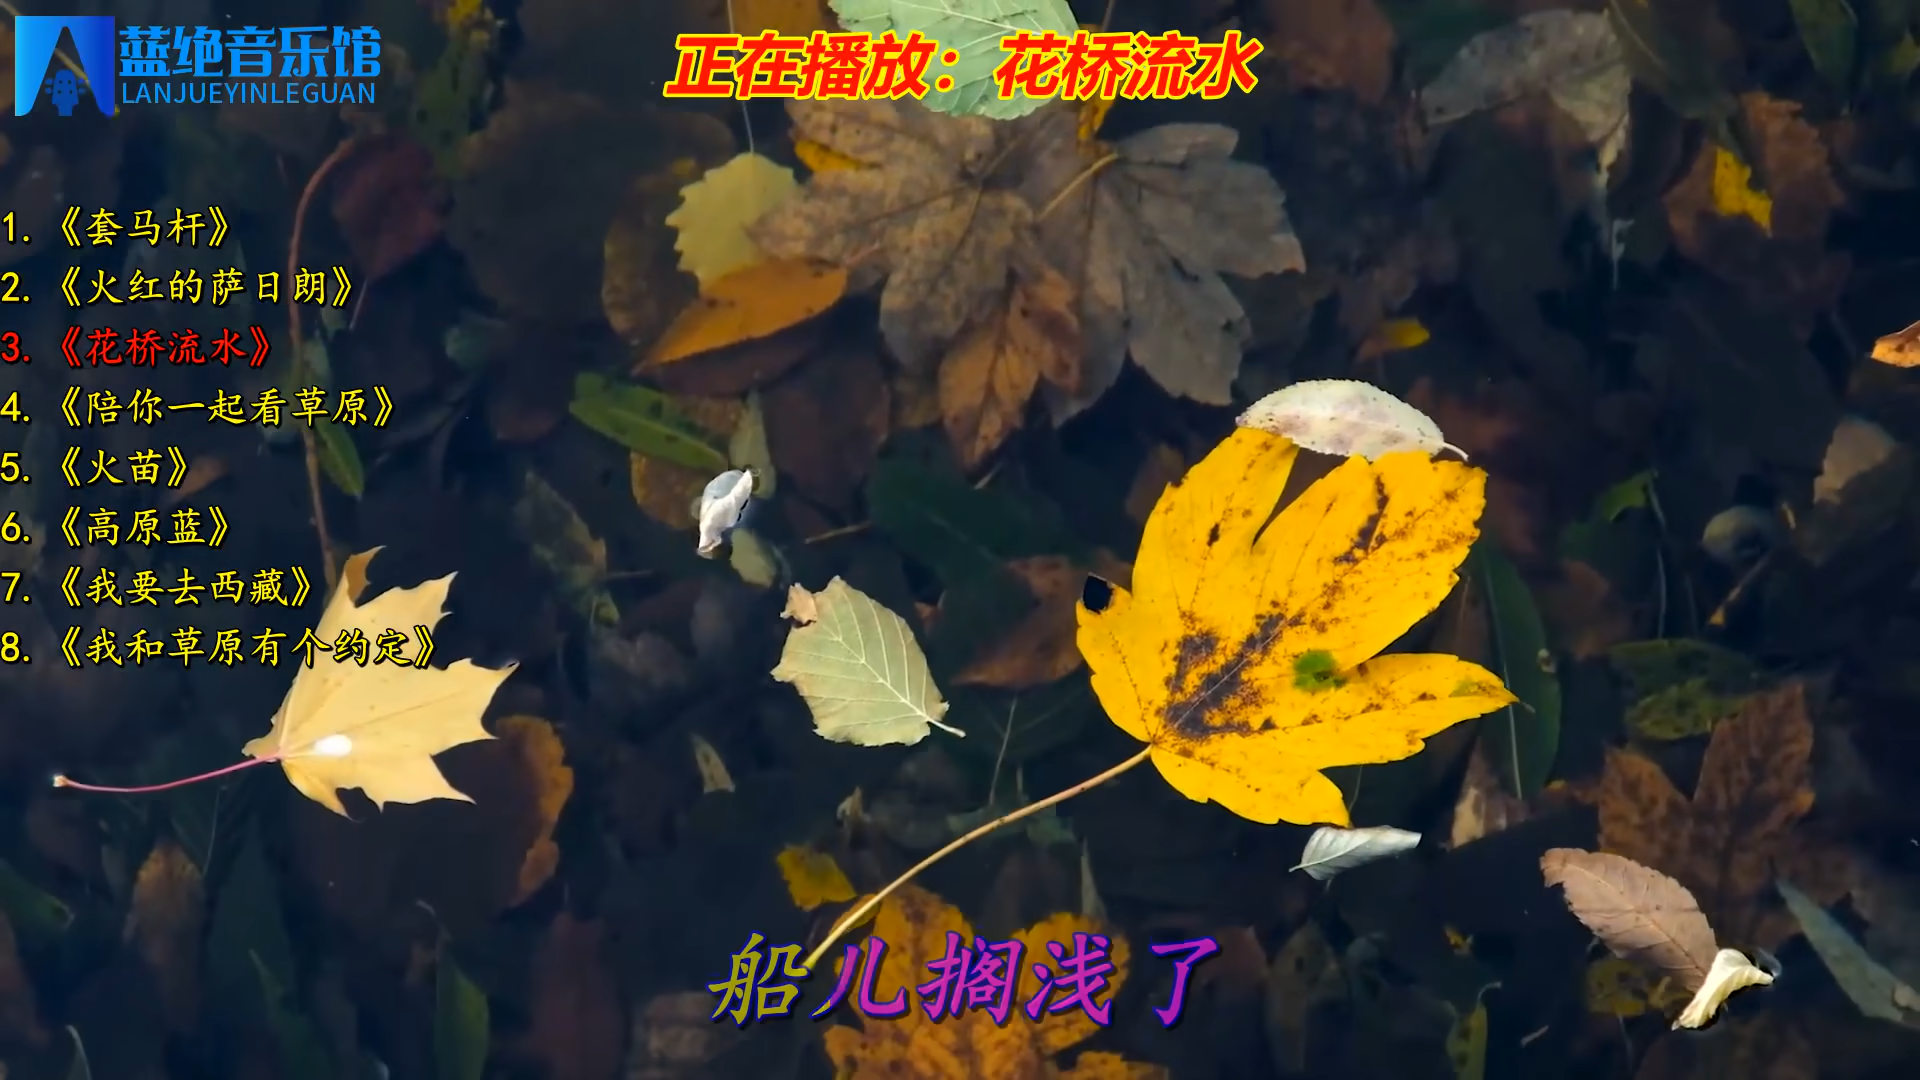 蓝绝音乐馆
LANJUEYINLEGUAN
正在播放：花桥流水
1. 《套马杆》
2. 《火红的萨日朗》
3. 《花桥流水》
4. 《陪你一起看草原》
5. 《火苗》
6. 《高原蓝》
7. 《我要去西藏》
8. 《我和草原有个约定》
船儿搁浅了